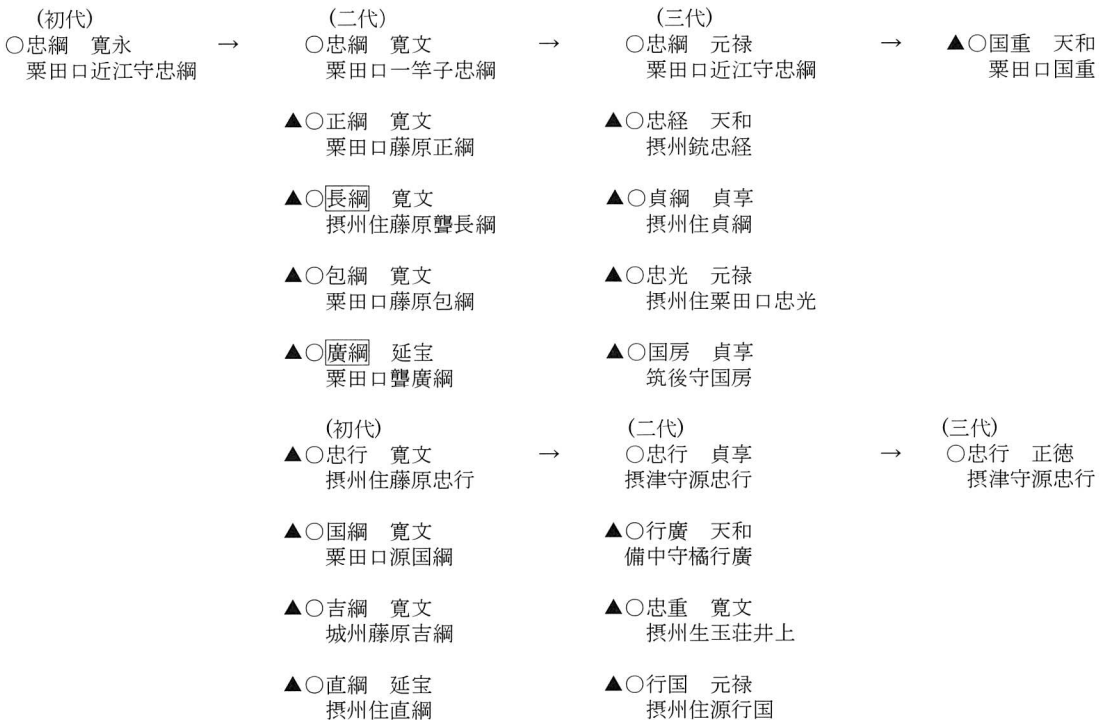 (初代)
○忠綱 寛永
粟田口近江守忠綱
→
(二代)
○忠綱 寛文
粟田口一竿子忠綱
→
(三代)
○忠綱 元禄
粟田口近江守忠綱
→
▲○国重 天和
粟田口国重
▲○正綱 寛文
粟田口藤原正綱
▲○忠経 天和
摂州銃忠経
▲○長綱 寛文
摂州住藤原聾長綱
▲○貞綱 貞享
摂州住貞綱
▲○包綱 寛文
粟田口藤原包綱
▲○忠光 元禄
摂州住粟田口忠光
▲○廣綱 延宝
粟田口聾廣綱
▲○国房 貞享
筑後守国房
(初代)
▲○忠行 寛文
摂州住藤原忠行
→
(二代)
○忠行 貞享
摂津守源忠行
→
(三代)
○忠行 正徳
摂津守源忠行
▲○国綱 寛文
粟田口源国綱
▲○行廣 天和
備中守橘行廣
▲○吉綱 寛文
城州藤原吉綱
▲○忠重 寛文
摂州生玉荘井上
▲○直綱 延宝
摂州住直綱
▲○行国 元禄
摂州住源行国